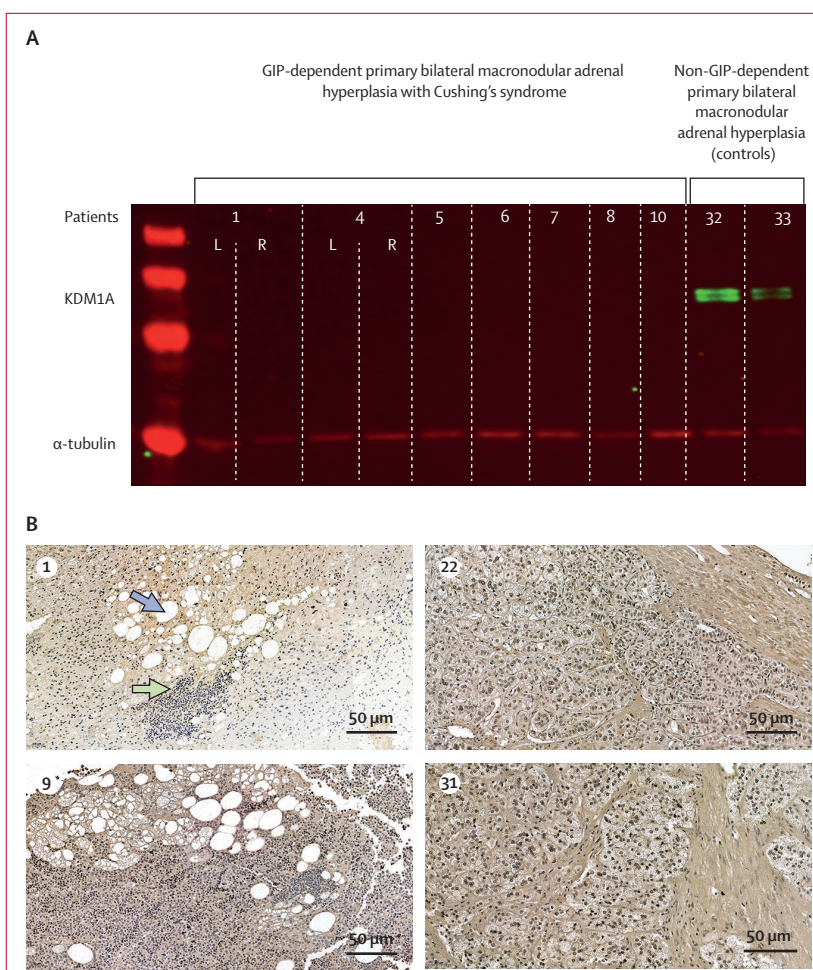 A
GIP-dependent primary bilateral macronodular adrenal
hyperplasia with Cushing's syndrome
Non-GIP-dependent
primary bilateral
macronodular
adrenal hyperplasia
(controls)
Patients 1 4 5 6 7 8 10 32 33
L R L R
KDM1A
α-tubulin
B
1
50 µm
22
50 µm
9
50 µm
31
50 µm